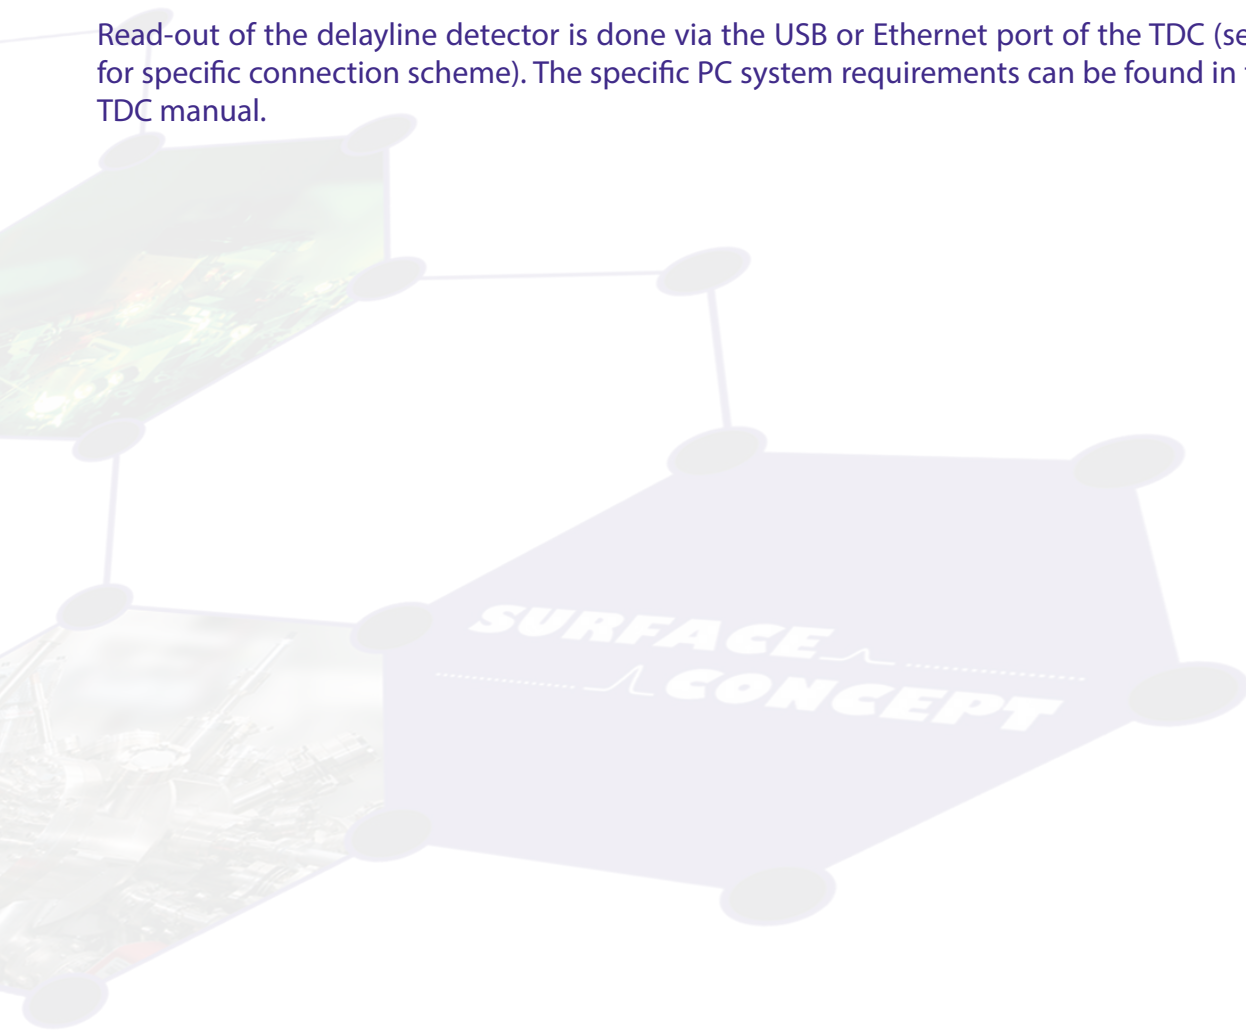 Read-out of the delayline detector is done via the USB or Ethernet port of the TDC (se
for specific connection scheme). The specific PC system requirements can be found in
TDC manual.
SURFACE
CONCEPT